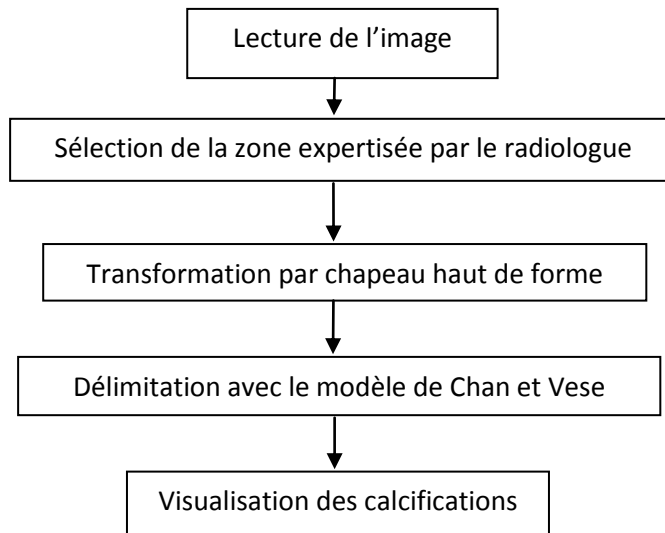 Lecture de l’image
Sélection de la zone expertisée par le radiologue
Transformation par chapeau haut de forme
Délimitation avec le modèle de Chan et Vese
Visualisation des calcifications